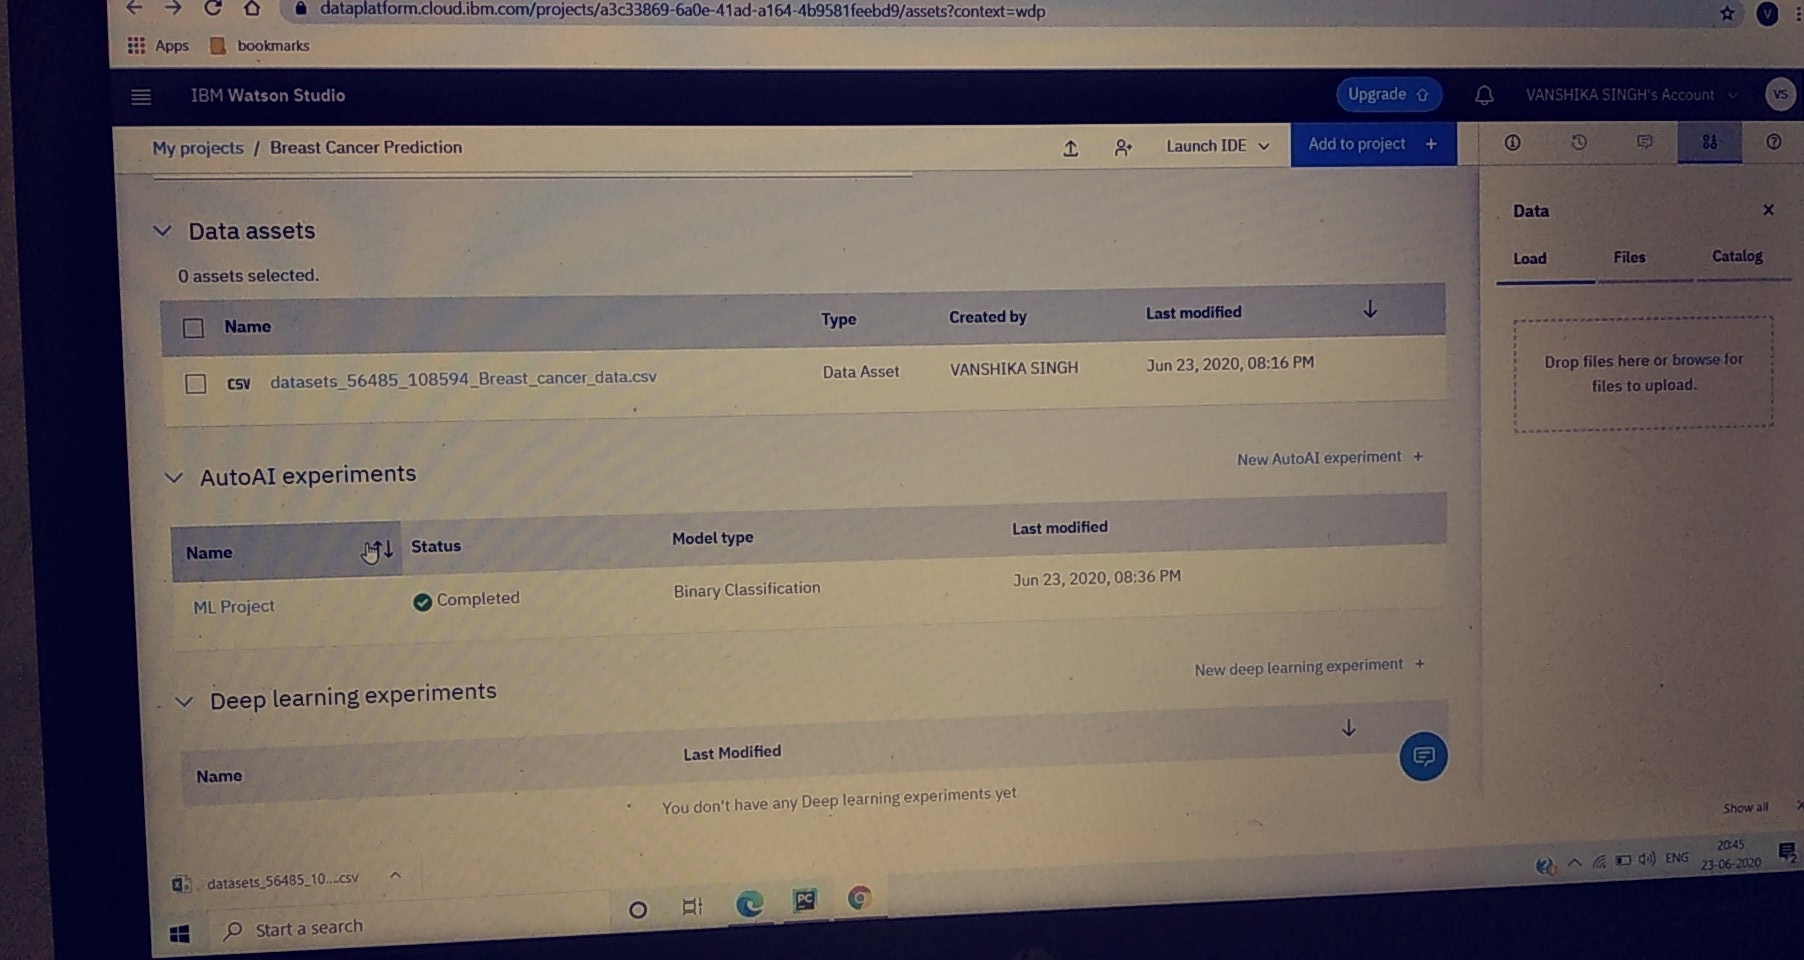 dataplatform.cloud.ibm.com/projects/a3c33869-6a0e-41ad-a164-4b9581feebd9/assets?context=wdp
V
Apps bookmarks
IBM Watson Studio Upgrade VANSHIKA SINGH's Account VS
My projects / Breast Cancer Prediction Launch IDE Add to project +
Data assets
0 assets selected.
Name Type Created by Last modified
CSV datasets_56485_108594_Breast_cancer_data.csv Data Asset VANSHIKA SINGH Jun 23, 2020, 08:16 PM
AutoAI experiments New AutoAI experiment +
Name Status Model type Last modified
ML Project Completed Binary Classification Jun 23, 2020, 08:36 PM
Deep learning experiments New deep learning experiment +
Name Last Modified
You don't have any Deep learning experiments yet
Data
Load Files Catalog
Drop files here or browse for
files to upload.
datasets_56485_10....csv Show all
Start a search PC ENG 20:45
23-06-2020 2